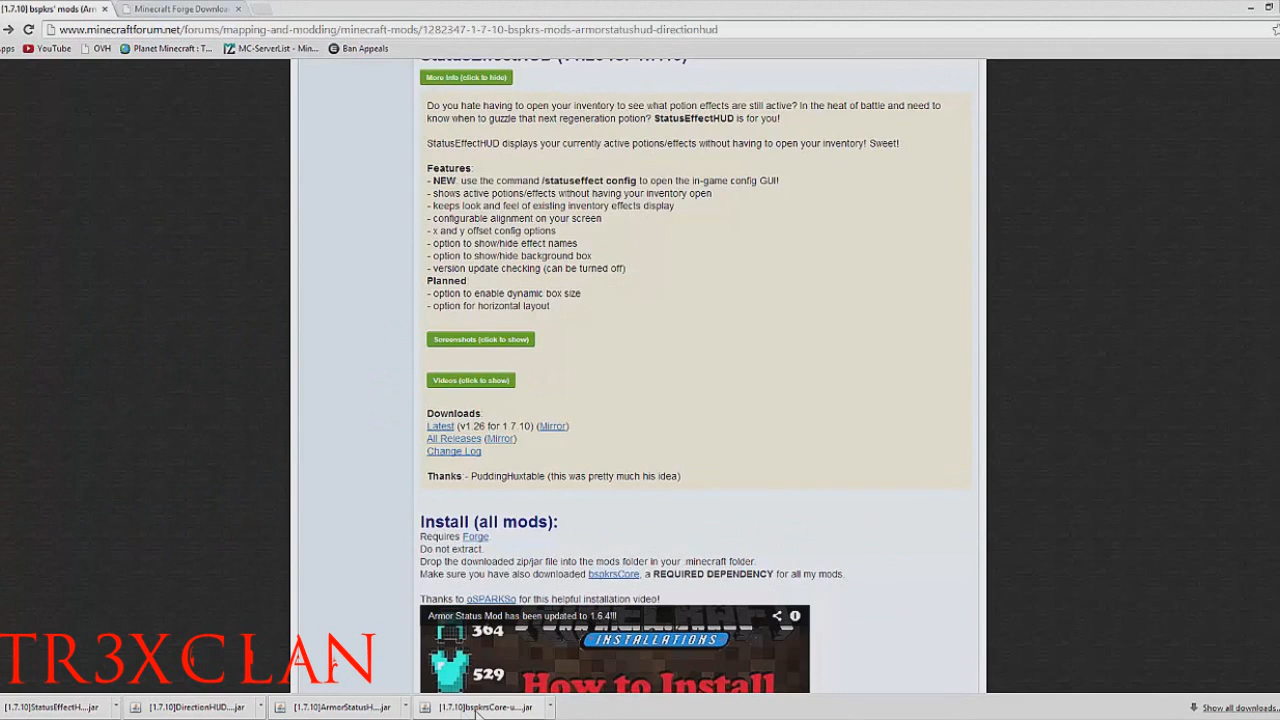 [1.7.10] bspkrs' mods (Arm
Minecraft Forge Downloa
www.minecraftforum.net/forums/mapping-and-modding/minecraft-mods/1282347-1-7-10-bspkrs-mods-armorstatushud-directionhud
pps YouTube OVH Planet Minecraft : T... MC-ServerList - Min... Ban Appeals
More Info (click to hide)
Do you hate having to open your inventory to see what potion effects are still active? In the heat of battle and need to
know when to guzzle that next regeneration potion? StatusEffectHUD is for you!
StatusEffectHUD displays your currently active potions/effects without having to open your inventory! Sweet!
Features:
- NEW: use the command /statuseffect config to open the in-game config GUI!
- shows active potions/effects without having your inventory open
- keeps look and feel of existing inventory effects display
- configurable alignment on your screen
- x and y offset config options
- option to show/hide effect names
- option to show/hide background box
- version update checking (can be turned off)
Planned:
- option to enable dynamic box size
- option for horizontal layout
Screenshots (click to show)
Videos (click to show)
Downloads:
Latest (v1.26 for 1.7.10) (Mirror)
All Releases (Mirror)
Change Log
Thanks - PuddingHuxtable (this was pretty much his idea)
Install (all mods):
Requires Forge.
Do not extract.
Drop the downloaded zip/jar file into the mods folder in your .minecraft folder.
Make sure you have also downloaded bspkrsCore, a REQUIRED DEPENDENCY for all my mods.
Thanks to oSPARKSo for this helpful installation video!
Armor Status Mod has been updated to 1.6.4!!!
364
INSTALLATIONS
529
How to Install
TR3XCLAN
[1.7.10]StatusEffectH....jar
[1.7.10]DirectionHUD....jar
[1.7.10]ArmorStatusH....jar
[1.7.10]bspkrsCore-u....jar
Show all downloads...